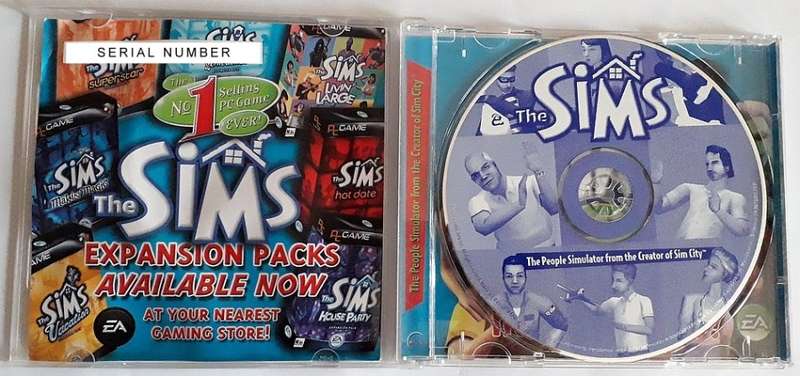 SERIAL NUMBER
The SiMS
Superstar
The SiMS
PC GAME
The SiMS
LIVIN'
LARGE
The
No 1
Selling
PC Game
EVER!
PC GAME
The SiMS
Makin' Magic
PC GAME
The SiMS
hot date
The SiMS
EXPANSION PACKS
AVAILABLE NOW
AT YOUR NEAREST
GAMING STORE!
The SiMS
Vacation
EA
The SiMS
HOUSE PARTY
The People Simulator from the Creator of Sim City
The SiMS
The People Simulator from the Creator of Sim City™
EA